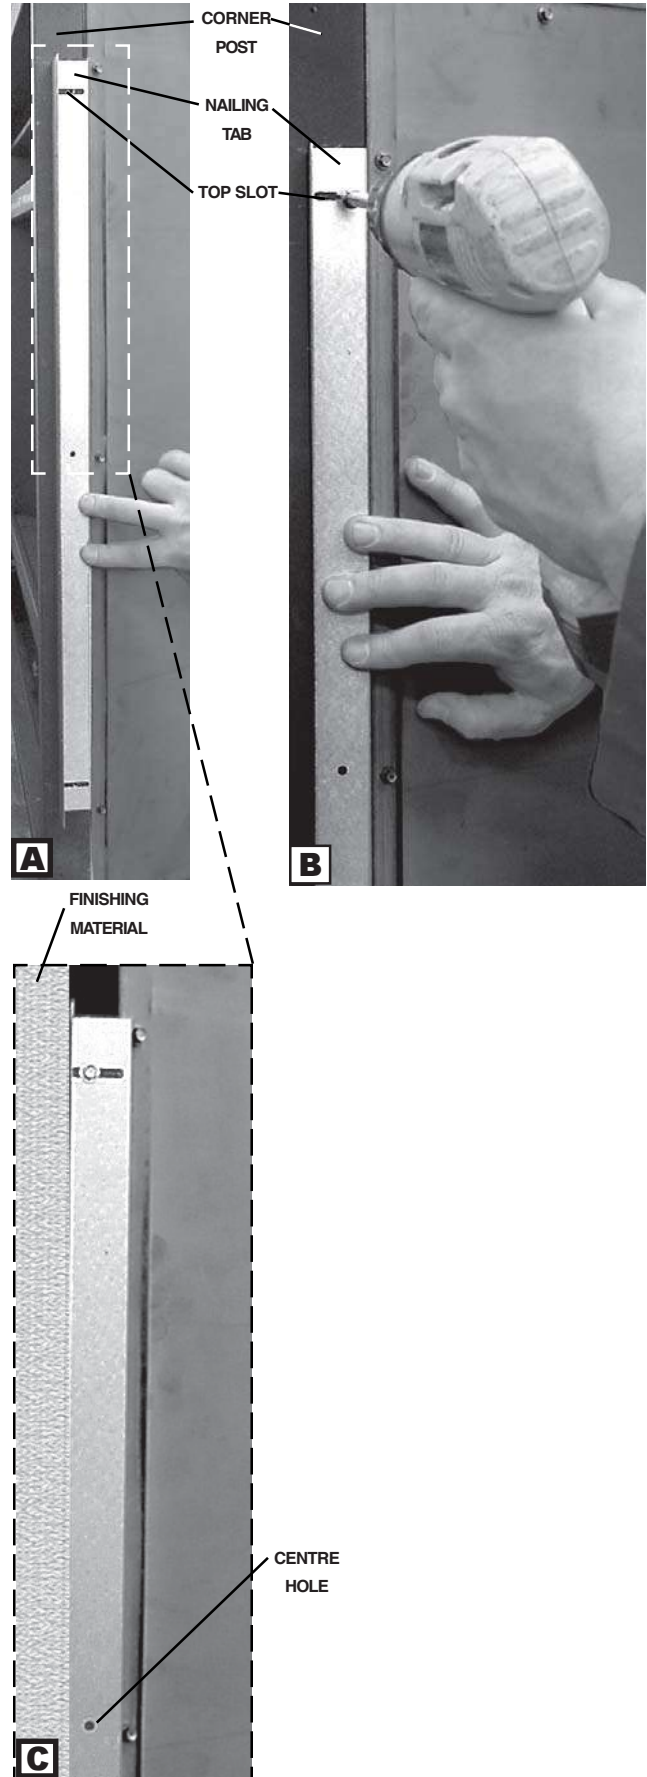 CORNER
POST
NAILING
TAB
TOP SLOT
A
B
FINISHING
MATERIAL
CENTRE
HOLE
C